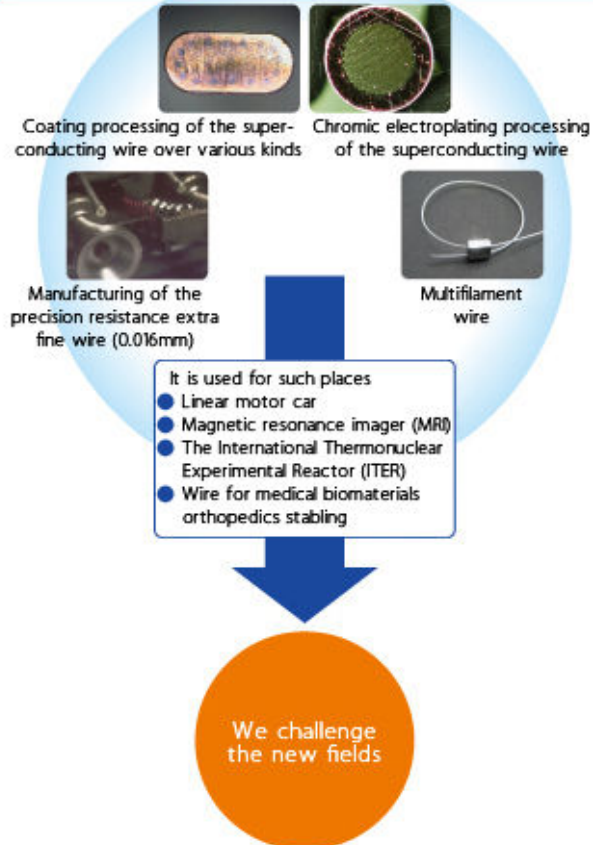 Coating processing of the super-
conducting wire over various kinds
Chromic electroplating processing
of the superconducting wire
Manufacturing of the
precision resistance extra
fine wire (0.016mm)
Multifilament
wire
It is used for such places
Linear motor car
Magnetic resonance imager (MRI)
The International Thermonuclear
Experimental Reactor (ITER)
Wire for medical biomaterials
orthopedics stabling
We challenge
the new fields